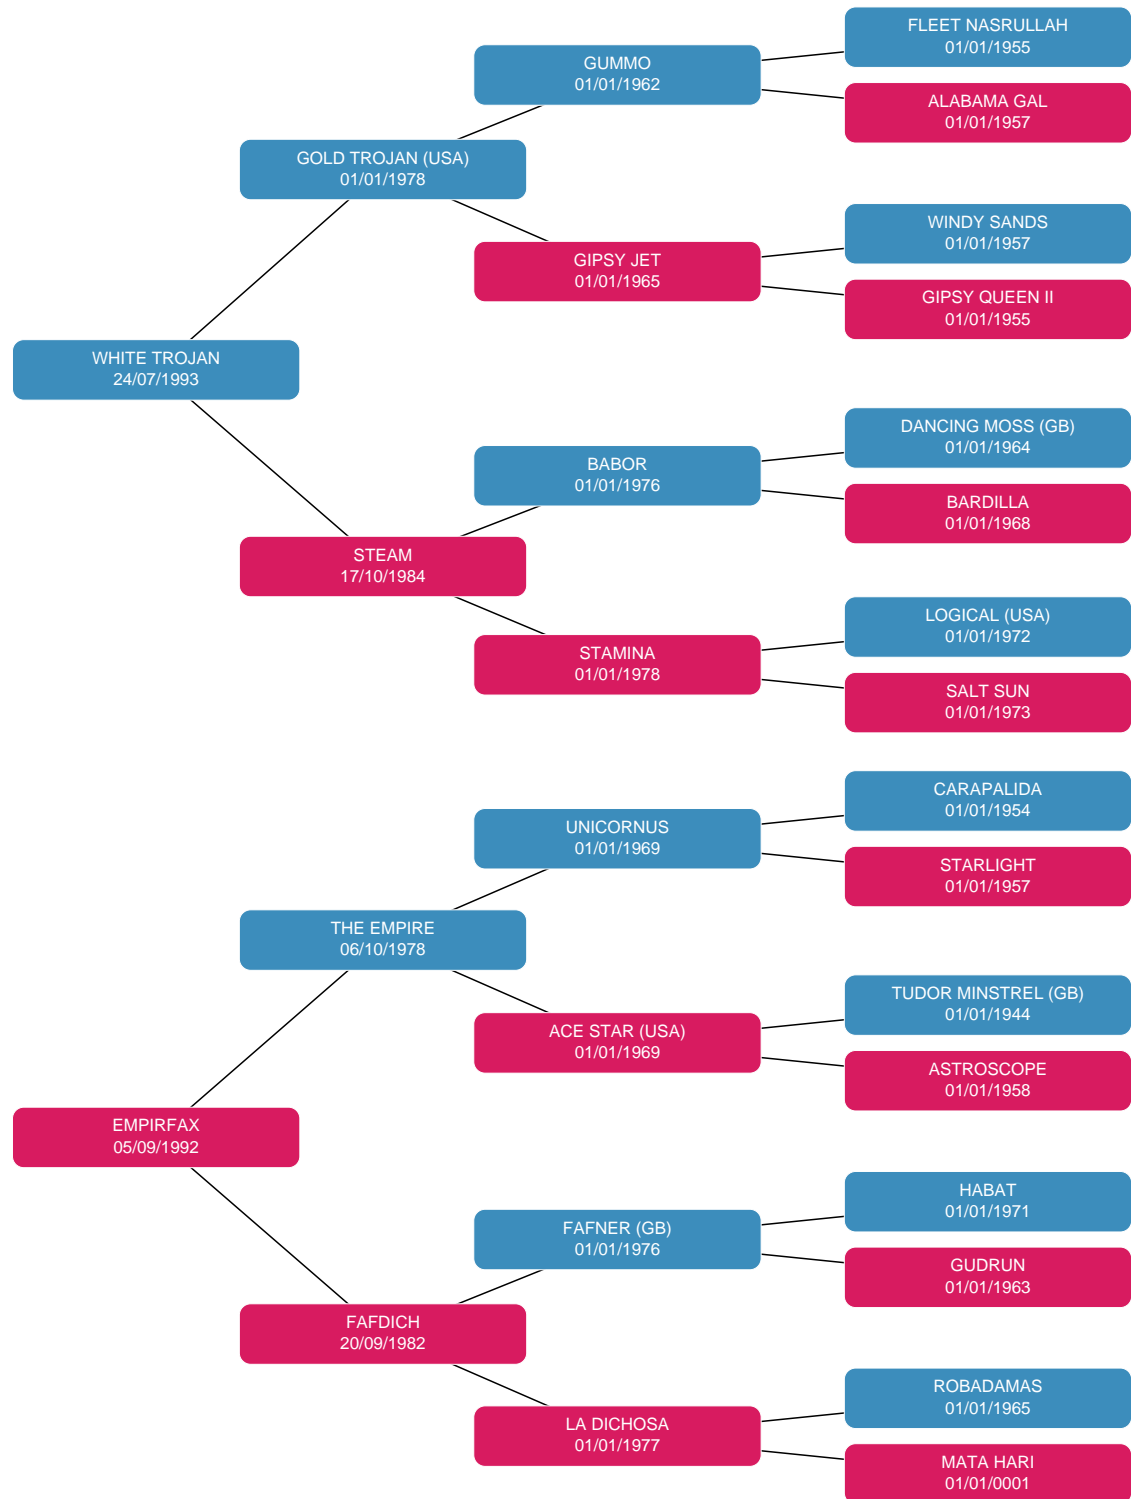 FLEET NASRULLAH
01/01/1955
GUMMO
01/01/1962
ALABAMA GAL
01/01/1957
GOLD TROJAN (USA)
01/01/1978
WINDY SANDS
01/01/1957
GIPSY JET
01/01/1965
GIPSY QUEEN II
01/01/1955
WHITE TROJAN
24/07/1993
DANCING MOSS (GB)
01/01/1964
BABOR
01/01/1976
BARDILLA
01/01/1968
STEAM
17/10/1984
LOGICAL (USA)
01/01/1972
STAMINA
01/01/1978
SALT SUN
01/01/1973
CARAPALIDA
01/01/1954
UNICORNUS
01/01/1969
STARLIGHT
01/01/1957
THE EMPIRE
06/10/1978
TUDOR MINSTREL (GB)
01/01/1944
ACE STAR (USA)
01/01/1969
ASTROSCOPE
01/01/1958
EMPIRFAX
05/09/1992
HABAT
01/01/1971
FAFNER (GB)
01/01/1976
GUDRUN
01/01/1963
FAFDICH
20/09/1982
ROBADAMAS
01/01/1965
LA DICHOSA
01/01/1977
MATA HARI
01/01/0001